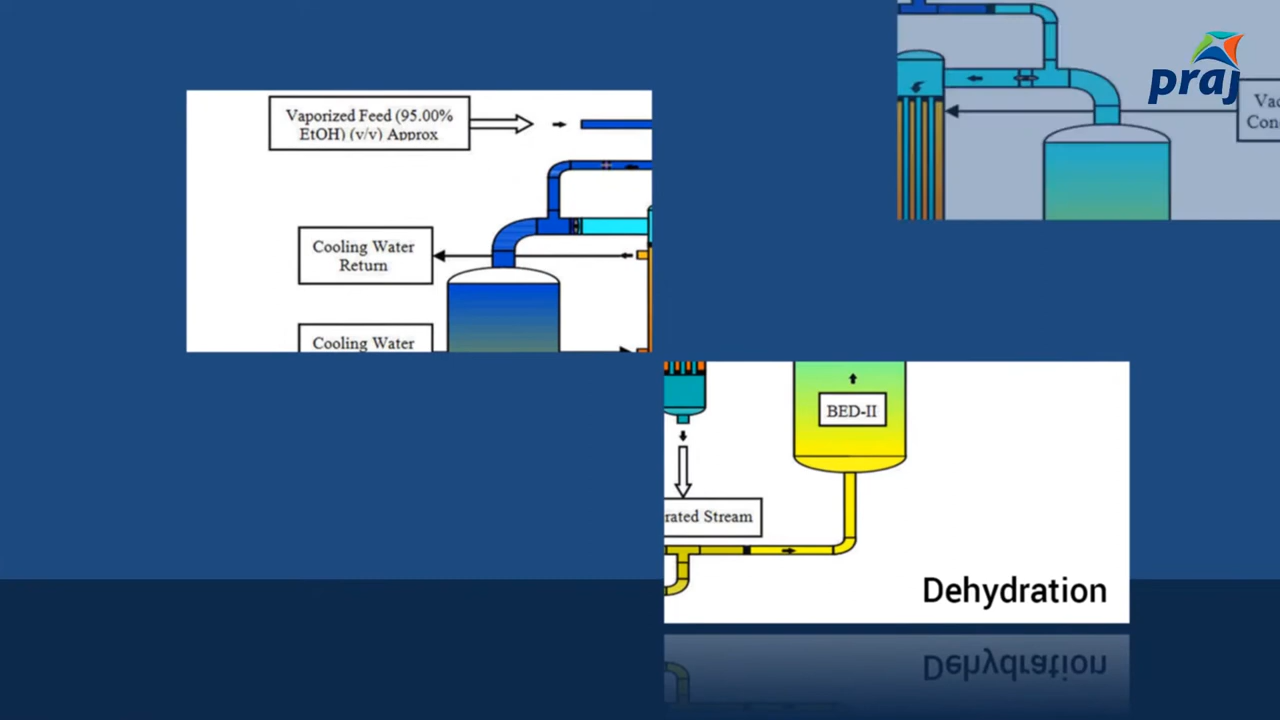 praj
Vaporized Feed (95.00%
EtOH) (v/v) Approx
Cooling Water
Return
Cooling Water
BED-II
rated Stream
Dehydration